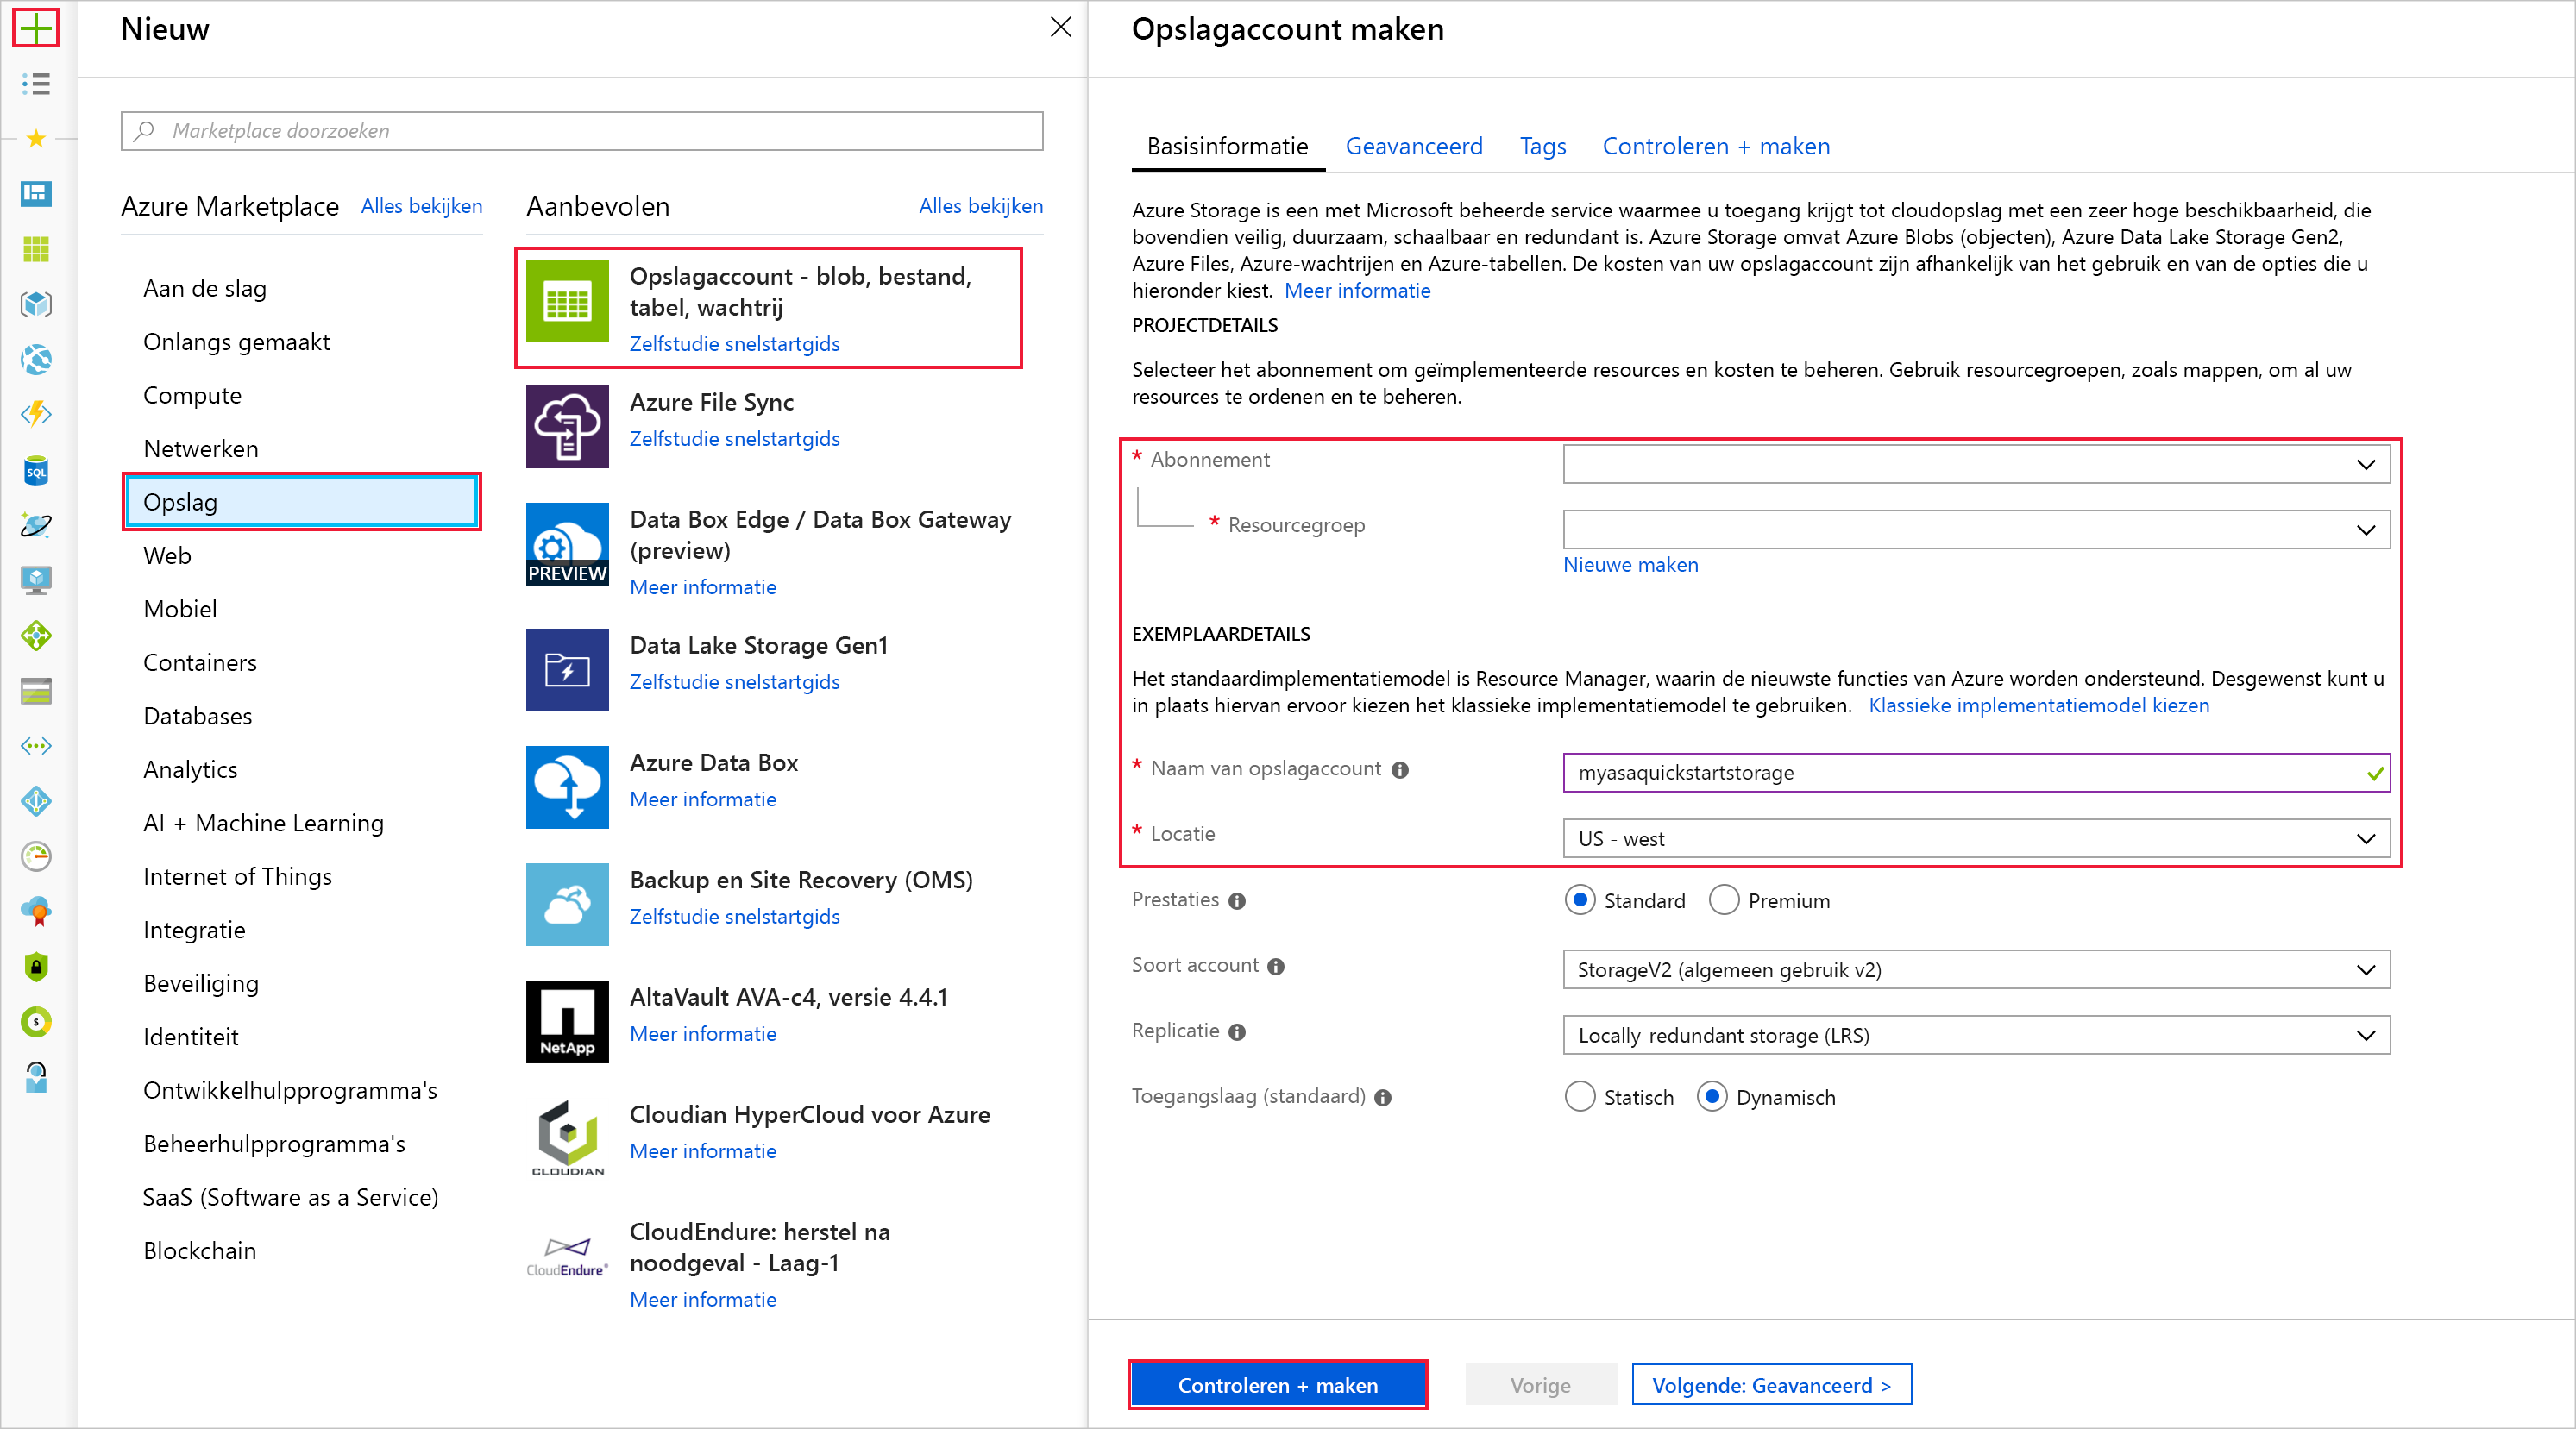 Nieuw
Marketplace doorzoeken
Azure Marketplace
Alles bekijken
Aan de slag
Onlangs gemaakt
Compute
Netwerken
Opslag
Web
Mobiel
Containers
Databases
Analytics
AI + Machine Learning
Internet of Things
Integratie
Beveiliging
Identiteit
Ontwikkelhulpprogramma's
Beheerhulpprogramma's
SaaS (Software as a Service)
Blockchain
SQL
$
Aanbevolen
Alles bekijken
Opslagaccount - blob, bestand,
tabel, wachtrij
Zelfstudie snelstartgids
Azure File Sync
Zelfstudie snelstartgids
PREVIEW
Data Box Edge / Data Box Gateway
(preview)
Meer informatie
Data Lake Storage Gen1
Zelfstudie snelstartgids
Azure Data Box
Meer informatie
Backup en Site Recovery (OMS)
Zelfstudie snelstartgids
NetApp
AltaVault AVA-c4, versie 4.4.1
Meer informatie
CLOUDIAN
Cloudian HyperCloud voor Azure
Meer informatie
CloudEndure®
CloudEndure: herstel na
noodgeval - Laag-1
Meer informatie
Opslagaccount maken
Basisinformatie
Geavanceerd
Tags
Controleren + maken
Azure Storage is een met Microsoft beheerde service waarmee u toegang krijgt tot cloudopslag met een zeer hoge beschikbaarheid, die
bovendien veilig, duurzaam, schaalbaar en redundant is. Azure Storage omvat Azure Blobs (objecten), Azure Data Lake Storage Gen2,
Azure Files, Azure-wachtrijen en Azure-tabellen. De kosten van uw opslagaccount zijn afhankelijk van het gebruik en van de opties die u
hieronder kiest. Meer informatie
PROJECTDETAILS
Selecteer het abonnement om geïmplementeerde resources en kosten te beheren. Gebruik resourcegroepen, zoals mappen, om al uw
resources te ordenen en te beheren.
* Abonnement
* Resourcegroep
Nieuwe maken
EXEMPLAARDETAILS
Het standaardimplementatiemodel is Resource Manager, waarin de nieuwste functies van Azure worden ondersteund. Desgewenst kunt u
in plaats hiervan ervoor kiezen het klassieke implementatiemodel te gebruiken. Klassieke implementatiemodel kiezen
* Naam van opslagaccount
myasaquickstartstorage
* Locatie
US - west
Prestaties
Standard
Premium
Soort account
StorageV2 (algemeen gebruik v2)
Replicatie
Locally-redundant storage (LRS)
Toegangslaag (standaard)
Statisch
Dynamisch
Controleren + maken
Vorige
Volgende: Geavanceerd >